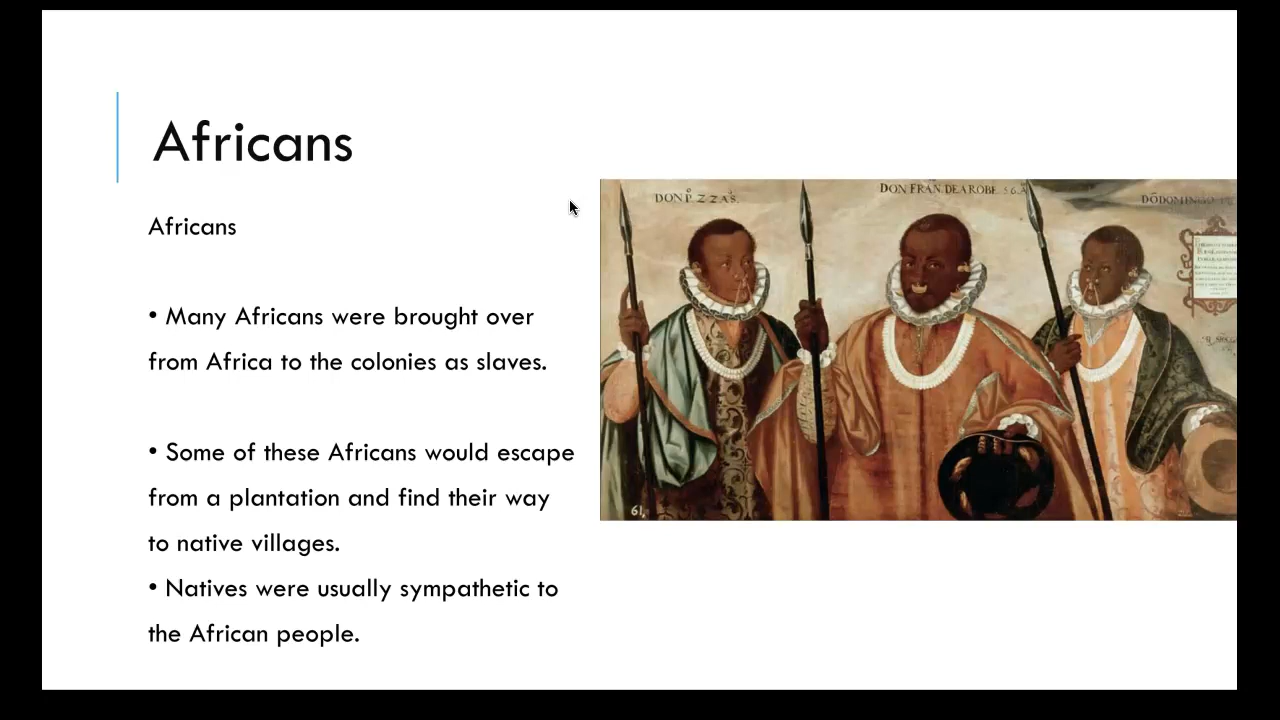 Africans
Africans
• Many Africans were brought over
from Africa to the colonies as slaves.
• Some of these Africans would escape
from a plantation and find their way
to native villages.
• Natives were usually sympathetic to
the African people.
DON FRAN. DEAROBE
61.